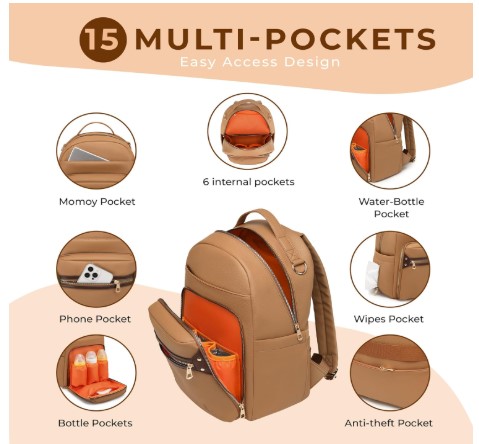 15 MULTI-POCKETS
Easy Access Design
6 internal pockets
Momoy Pocket
Water-Bottle
Pocket
Phone Pocket
Wipes Pocket
Bottle Pockets
Anti-theft Pocket